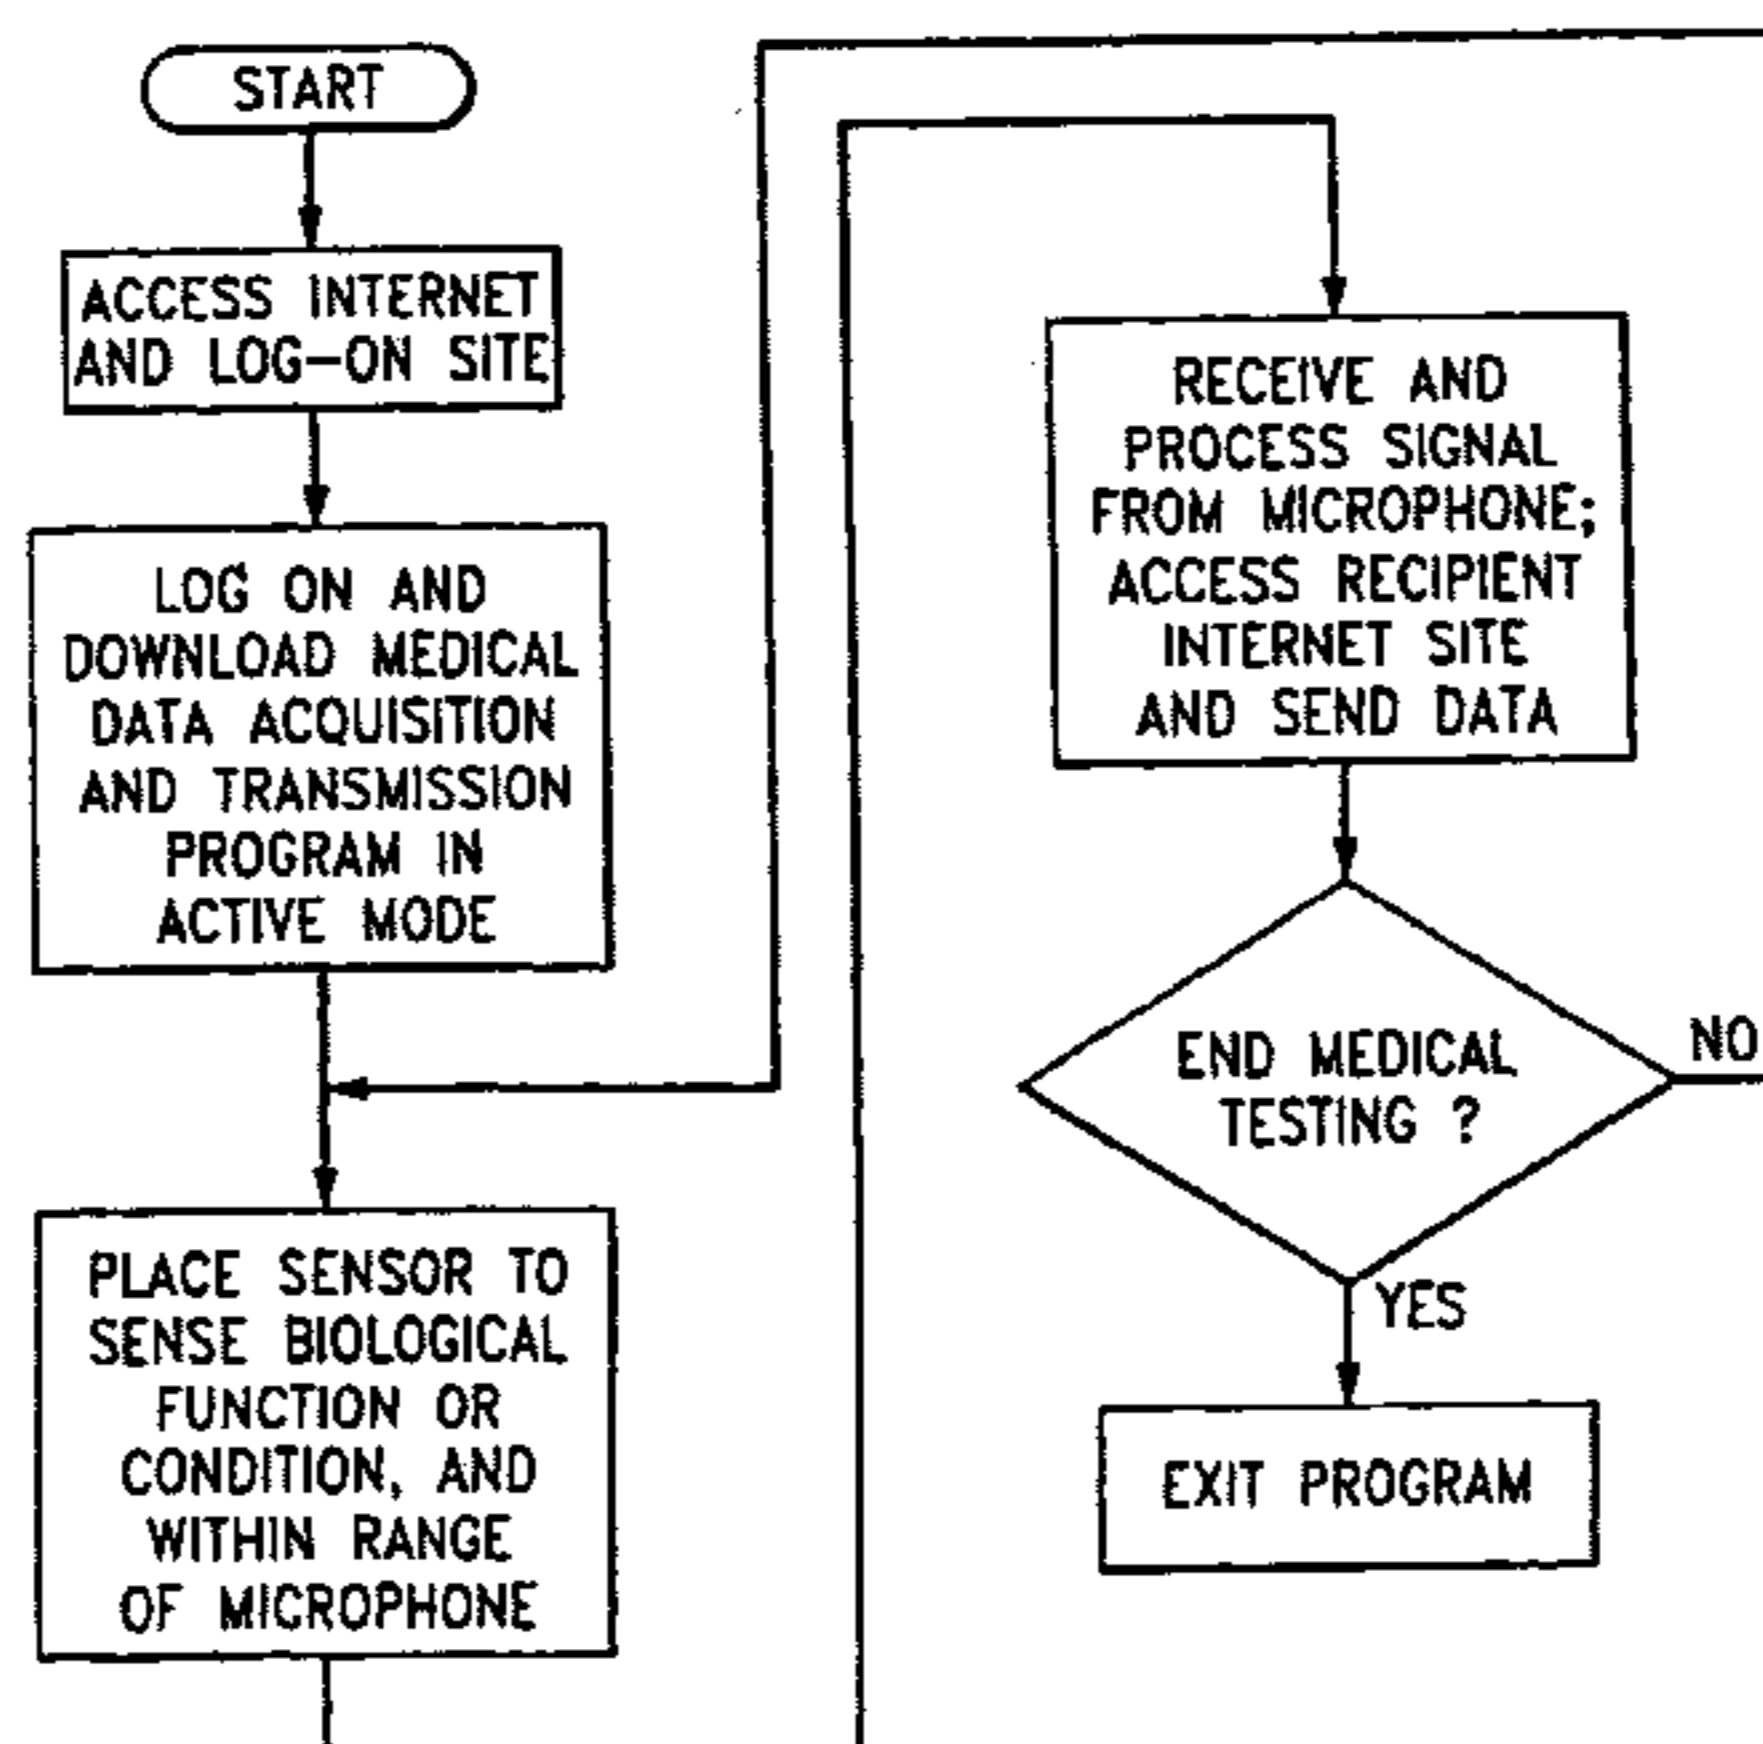 START
ACCESS INTERNET
AND LOG-ON SITE
LOG ON AND
DOWNLOAD MEDICAL
DATA ACQUISITION
AND TRANSMISSION
PROGRAM IN
ACTIVE MODE
PLACE SENSOR TO
SENSE BIOLOGICAL
FUNCTION OR
CONDITION, AND
WITHIN RANGE
OF MICROPHONE
RECEIVE AND
PROCESS SIGNAL
FROM MICROPHONE;
ACCESS RECIPIENT
INTERNET SITE
AND SEND DATA
END MEDICAL
TESTING ?
NO
YES
EXIT PROGRAM